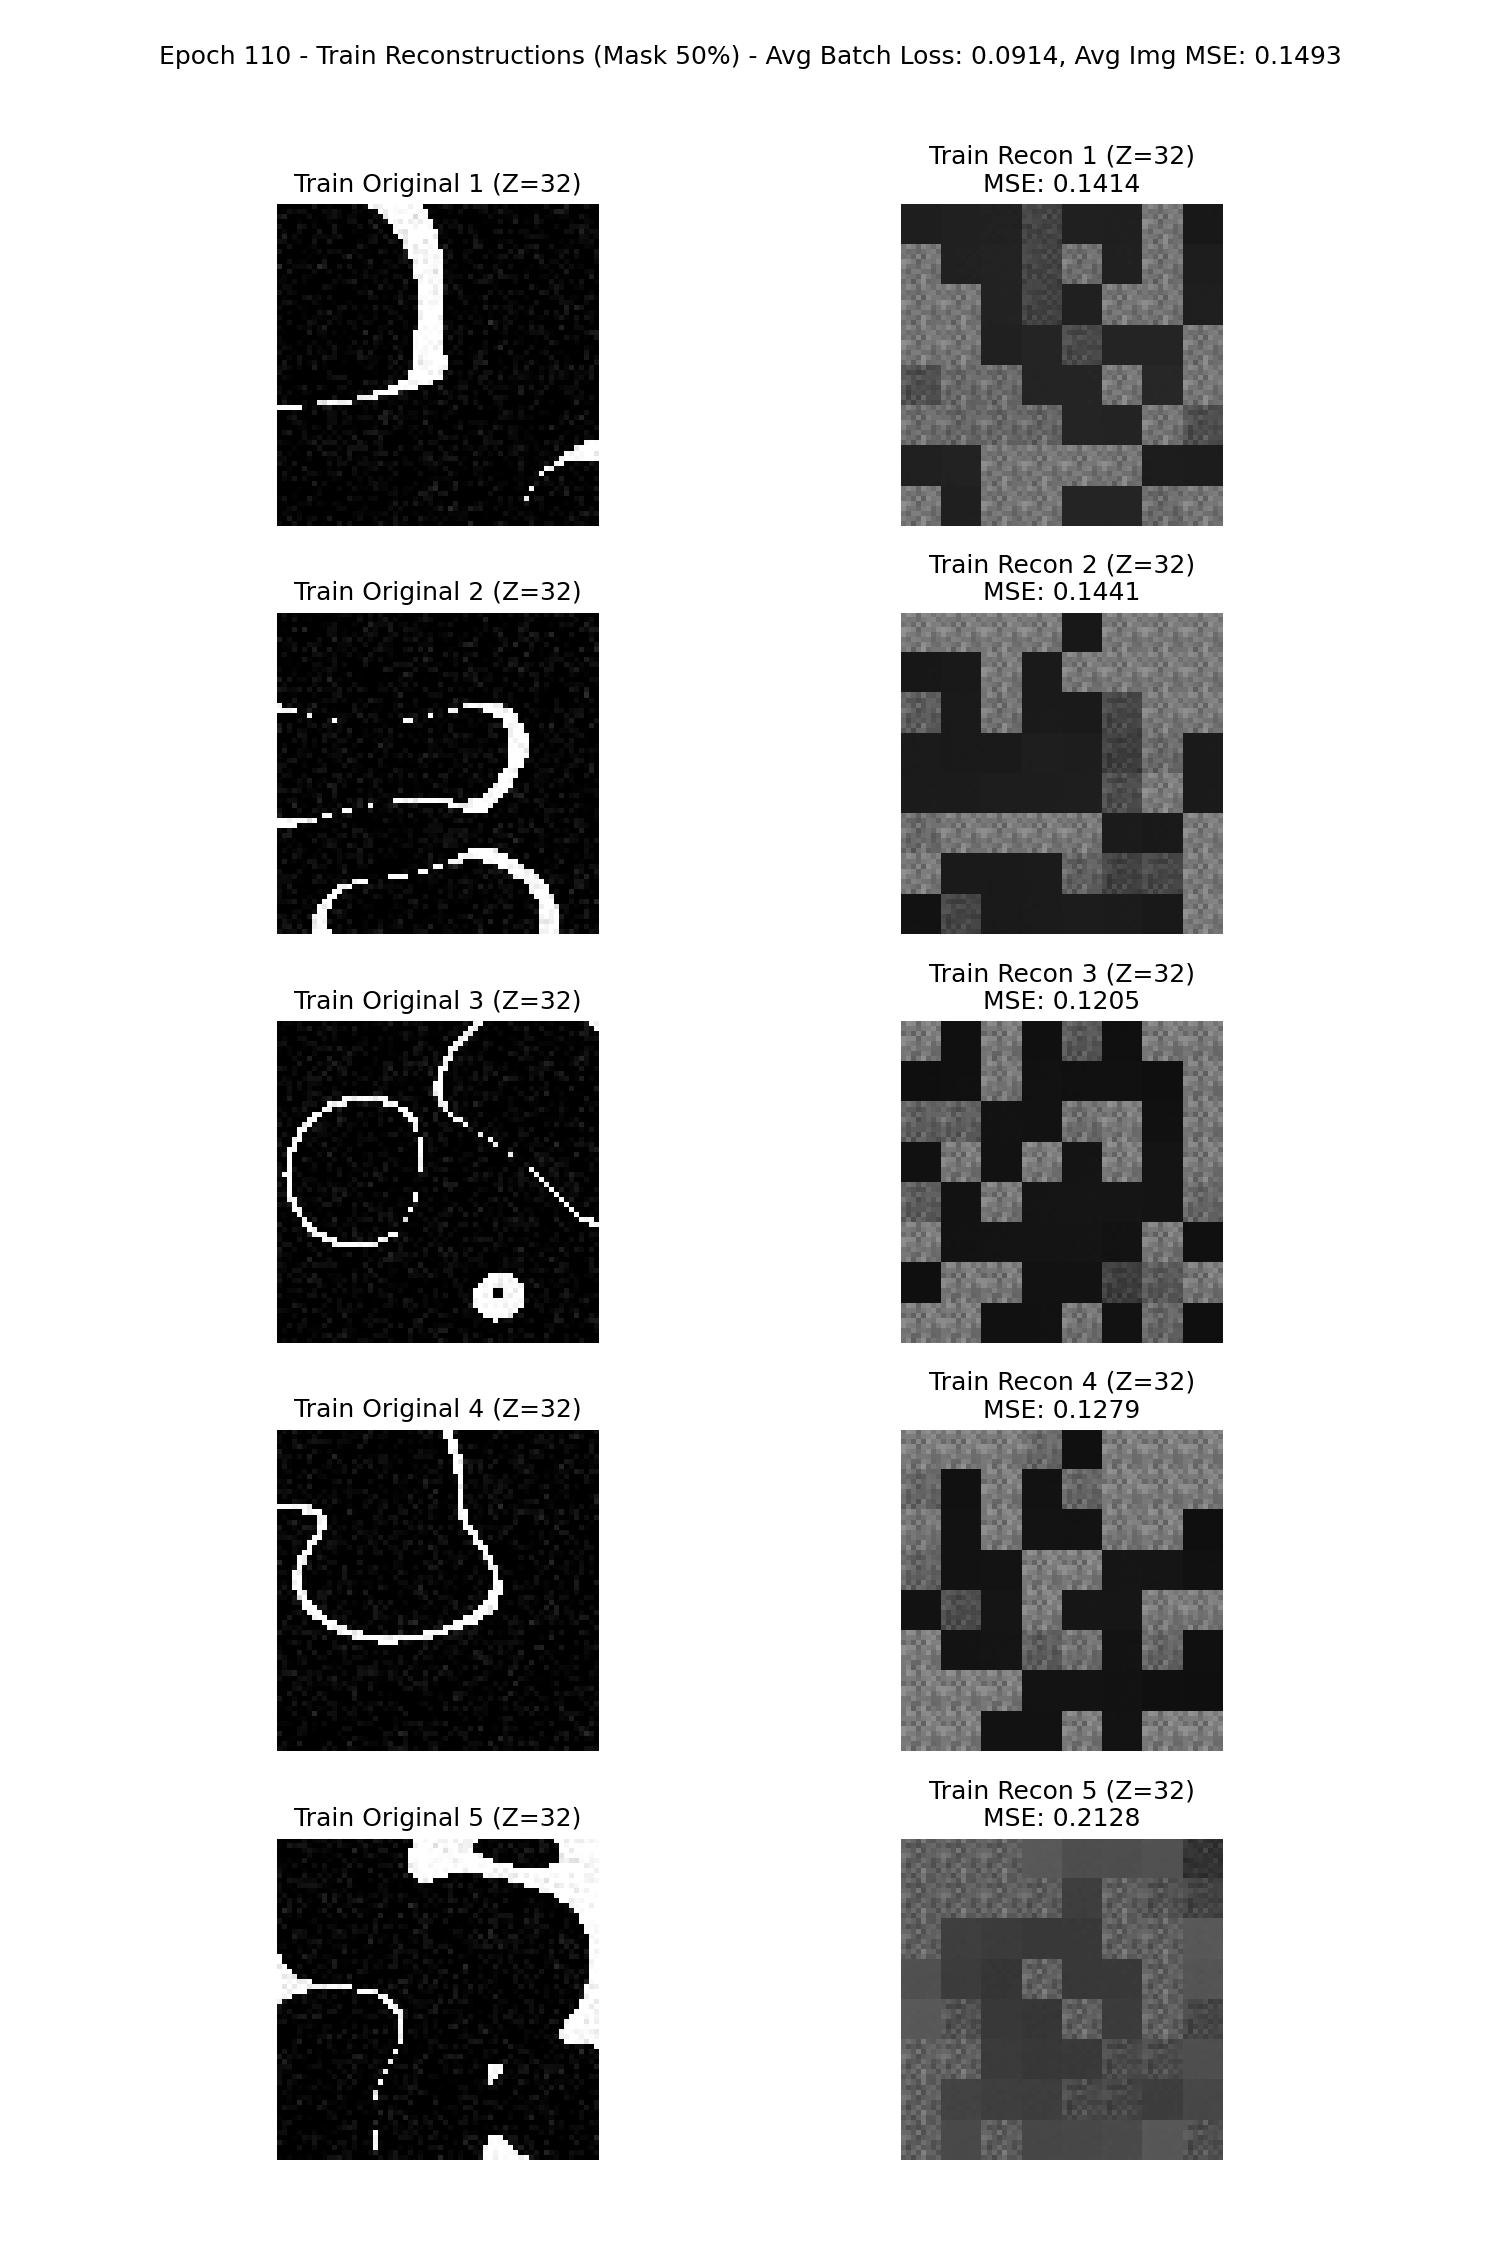 Epoch 110 - Train Reconstructions (Mask 50%) - Avg Batch Loss: 0.0914, Avg Img MSE: 0.1493
Train Original 1 (Z=32)
Train Recon 1 (Z=32)
MSE: 0.1414
Train Original 2 (Z=32)
Train Recon 2 (Z=32)
MSE: 0.1441
Train Original 3 (Z=32)
Train Recon 3 (Z=32)
MSE: 0.1205
Train Original 4 (Z=32)
Train Recon 4 (Z=32)
MSE: 0.1279
Train Original 5 (Z=32)
Train Recon 5 (Z=32)
MSE: 0.2128